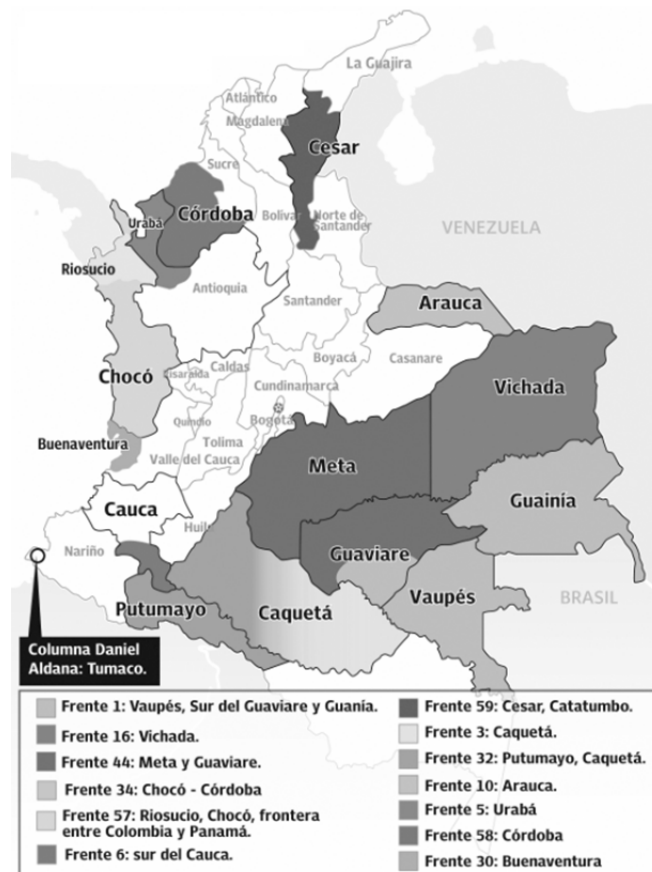 La Guajira
Atlántico
Magdalena
Cesar
Sucre
Córdoba
Urabá
Bolívar
Norte de
Santander
VENEZUELA
Riosucio
Antioquia
Arauca
Santander
Chocó
Caldas
Risaralda
Boyacá
Casanare
Vichada
Cundinamarca
Bogotá
Quindío
Buenaventura
Tolima
Valle del Cauca
Meta
Guainía
Cauca
Huila
Nariño
Guaviare
Putumayo
Caquetá
Vaupés
BRASIL
Columna Daniel
Aldana: Tumaco.
Frente 1: Vaupés, Sur del Guaviare y Guanía.
Frente 16: Vichada.
Frente 44: Meta y Guaviare.
Frente 34: Chocó - Córdoba
Frente 57: Riosucio, Chocó, frontera
entre Colombia y Panamá.
Frente 6: sur del Cauca.
Frente 59: Cesar, Catatumbo.
Frente 3: Caquetá.
Frente 32: Putumayo, Caquetá.
Frente 10: Arauca.
Frente 5: Urabá
Frente 58: Córdoba
Frente 30: Buenaventura